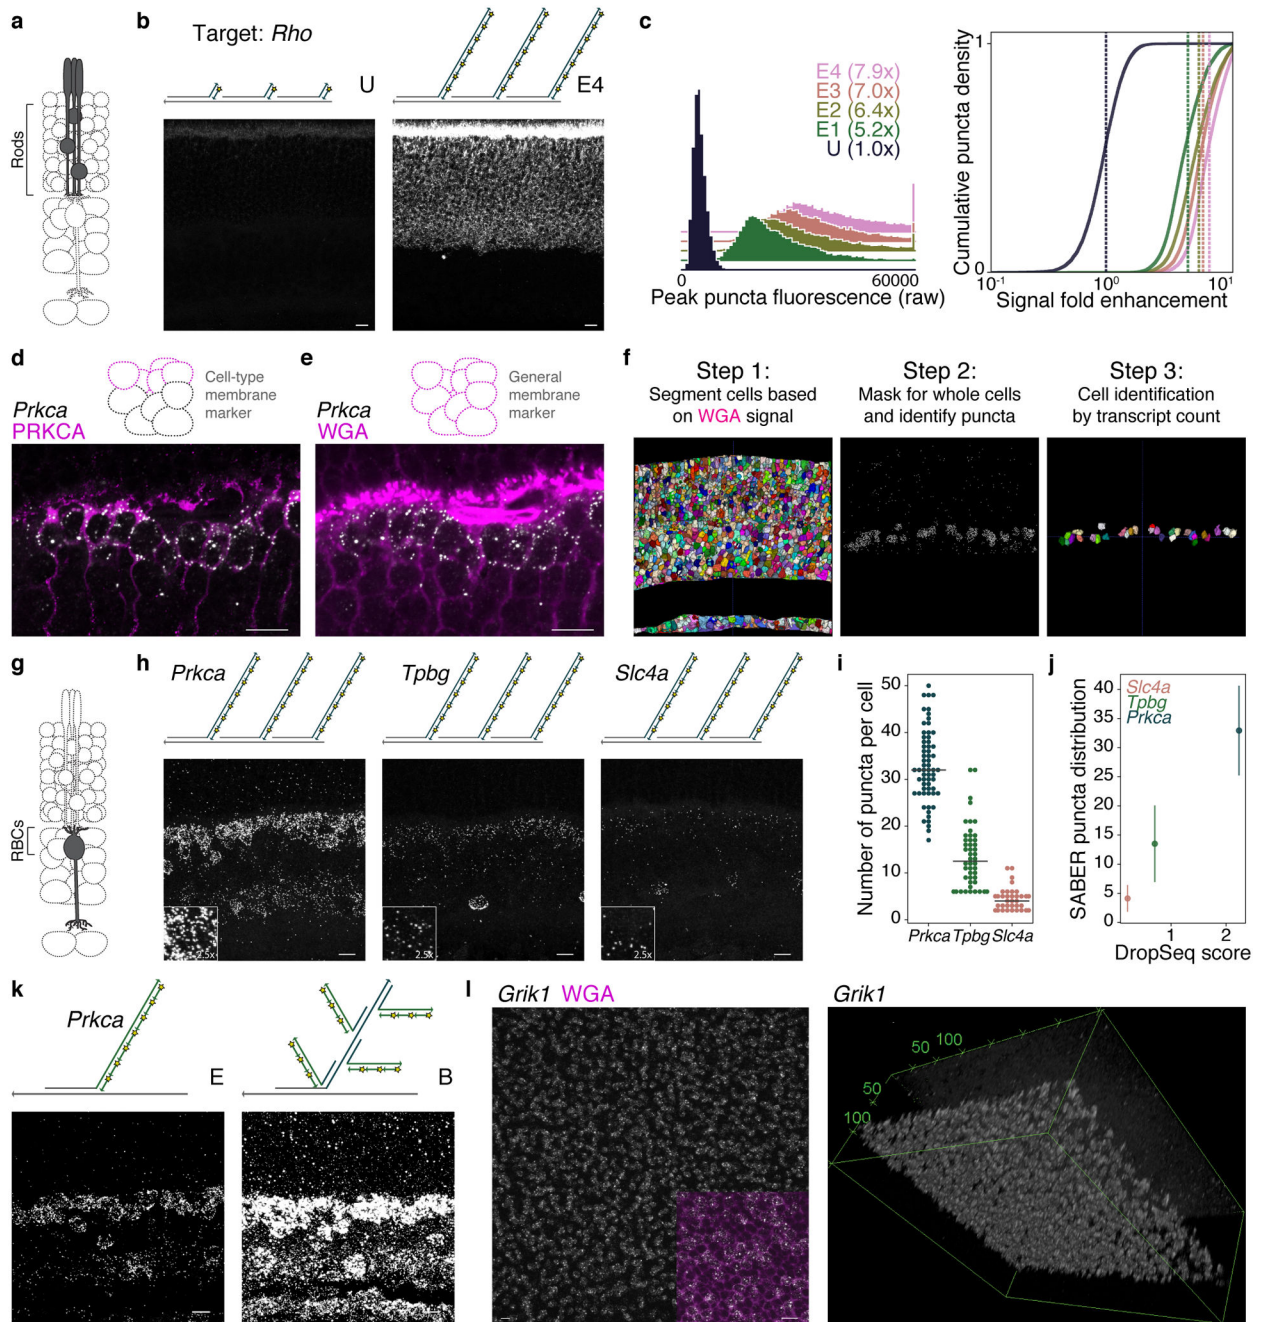 a
Rods
b
Target: Rho
U
E4
c
E4 (7.9x)
E3 (7.0x)
E2 (6.4x)
E1 (5.2x)
U (1.0x)
0
60000
Peak puncta fluorescence (raw)
Cumulative puncta density
1
0
10-1
100
101
Signal fold enhancement
d
Cell-type
membrane
marker
Prkca
PRKCA
e
General
membrane
marker
Prkca
WGA
f
Step 1:
Segment cells based
on WGA signal
Step 2:
Mask for whole cells
and identify puncta
Step 3:
Cell identification
by transcript count
g
RBCs
h
Prkca
Tpbg
Slc4a
2.5x
2.5x
2.5x
i
Number of puncta per cell
50
40
30
20
10
0
Prkca Tpbg Slc4a
j
Slc4a
Tpbg
Prkca
SABER puncta distribution
40
35
30
25
20
15
10
5
0
1
2
DropSeq score
k
Prkca
E
B
l
Grik1 WGA
Grik1
50
100
50
100